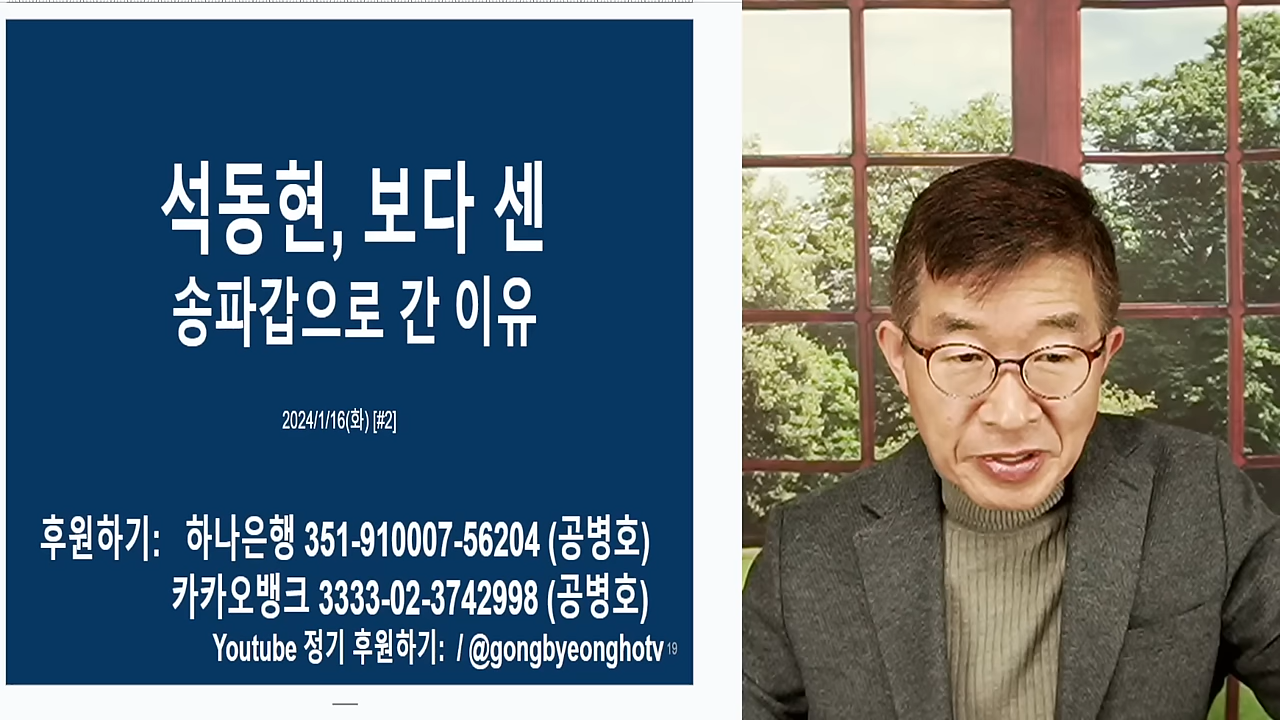 석동현, 보다 센
송파갑으로 간 이유
2024/1/16(화) [#2]
후원하기: 하나은행 351-910007-56204 (공병호)
카카오뱅크 3333-02-3742998 (공병호)
Youtube 정기 후원하기: / @gongbyeonghotv 19